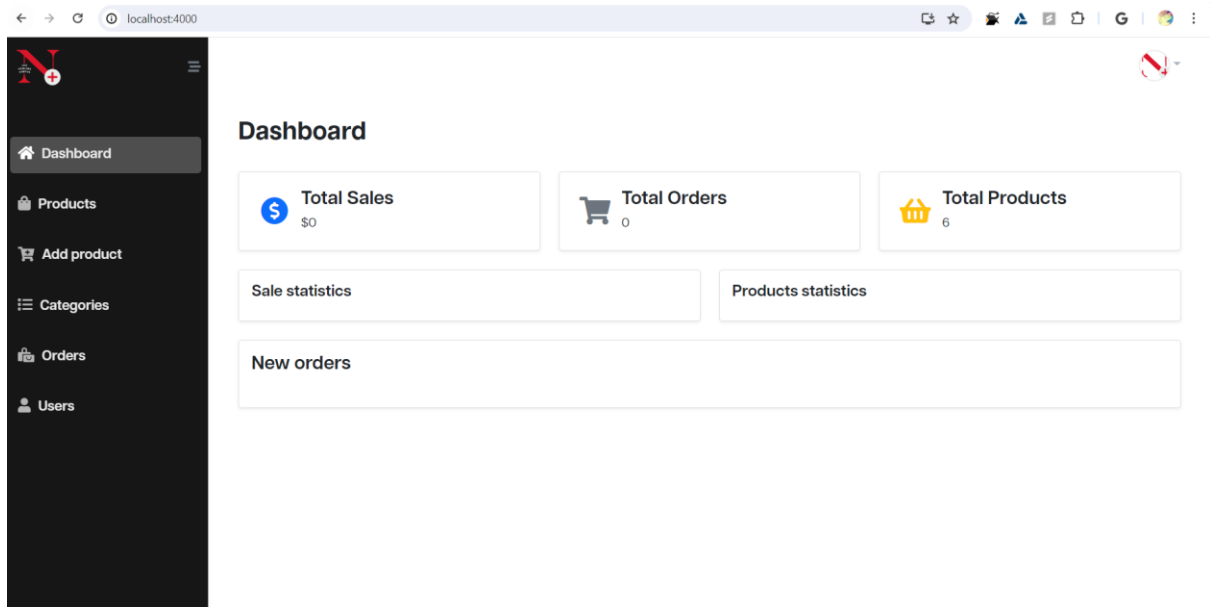 localhost:4000
G
N
N
Dashboard
Products
Add product
Categories
Orders
Users
Dashboard
Total Sales
$0
Total Orders
0
Total Products
6
Sale statistics
Products statistics
New orders